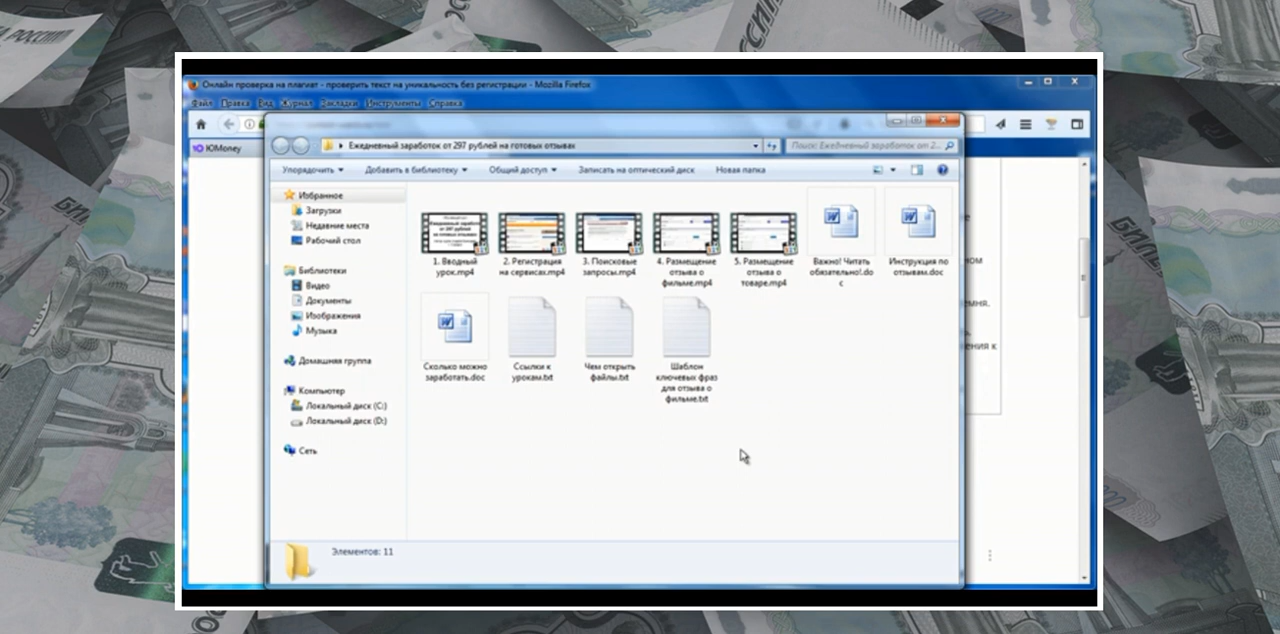 Онлайн проверка на плагиат - проверить текст на уникальность без регистрации - Mozilla Firefox
Файл Правка Вид Журнал Закладки Инструменты Справка
ЮMoney
Ежедневный заработок от 297 рублей на готовых отзывах
Поиск: Ежедневный заработок от 2...
Упорядочить Добавить в библиотеку Общий доступ Записать на оптический диск Новая папка
Избранное
Загрузки
Недавние места
Рабочий стол
Библиотеки
Видео
Документы
Изображения
Музыка
Домашняя группа
Компьютер
Локальный диск (C:)
Локальный диск (D:)
Сеть
1. Вводный
урок.mp4
2. Регистрация
на сервисах.mp4
3. Поисковые
запросы.mp4
4. Размещение
отзыва о
фильме.mp4
5. Размещение
отзыва о
товаре.mp4
Важно! Читать
обязательно!.do
c
Инструкция по
отзывам.doc
Сколько можно
заработать.doc
Ссылки к
урокам.txt
Чем открыть
файлы.txt
Шаблон
ключевых фраз
для отзыва о
фильме.txt
Элементов: 11